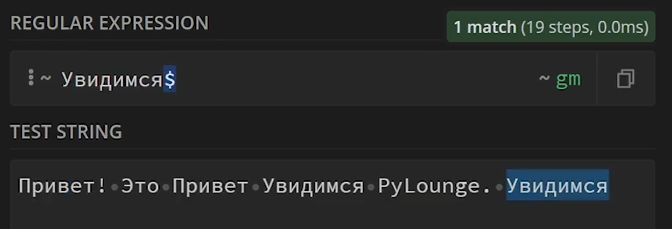 REGULAR EXPRESSION 1 match (19 steps, 0.0ms)
⋮ ~ Увидимся$ ~ gm
TEST STRING
Привет!·Это·Привет·Увидимся·PyLounge.·Увидимся